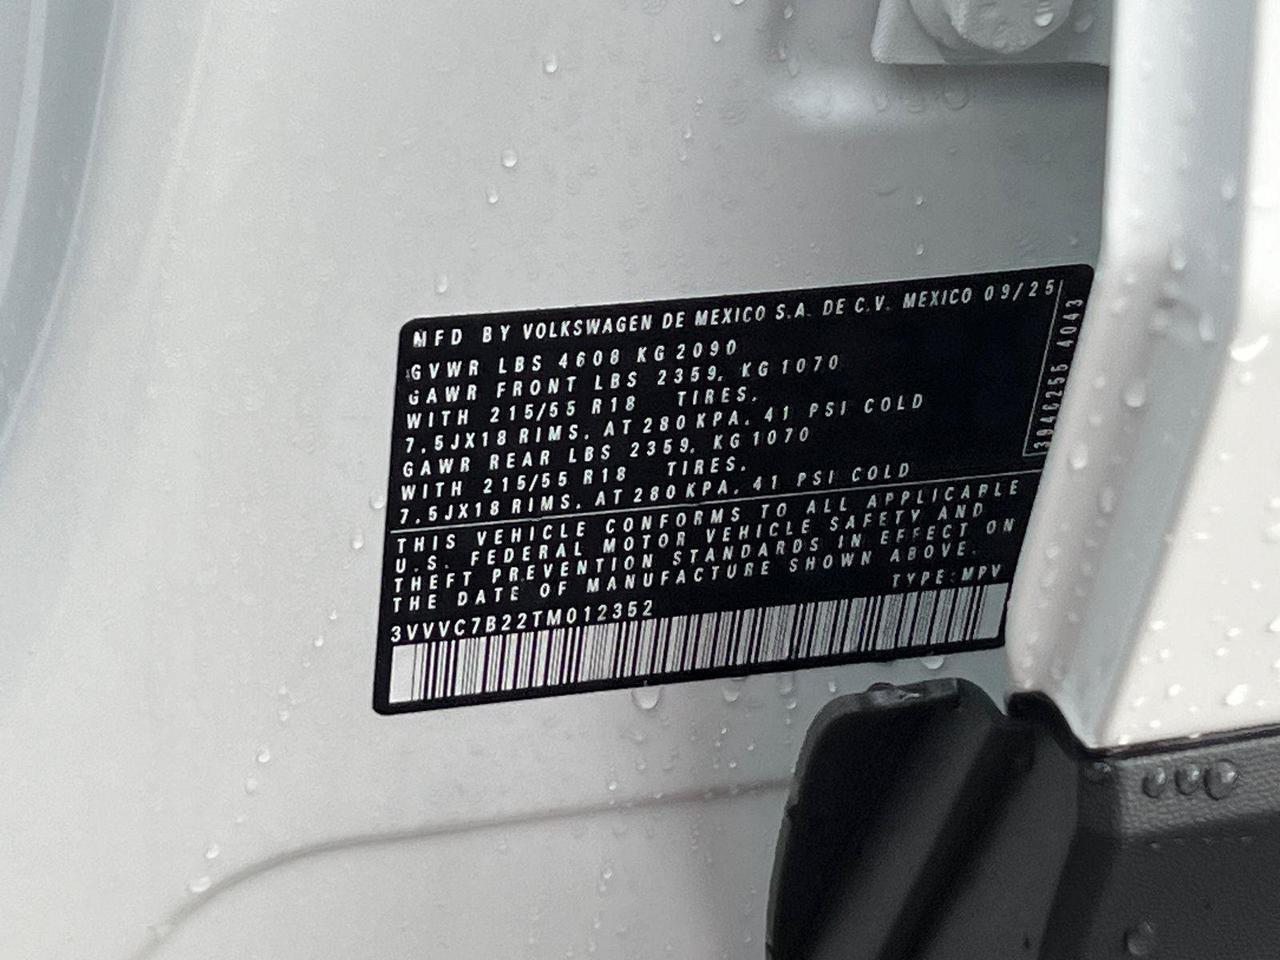 MFD BY VOLKSWAGEN DE MEXICO S.A. DE C.V. MEXICO 09/25
GVWR LBS 4608 KG 2090
GAWR FRONT LBS 2359, KG 1070
WITH 215/55 R18 TIRES,
7.5JX18 RIMS, AT 280 KPA, 41 PSI COLD
GAWR REAR LBS 2359, KG 1070
WITH 215/55 R18 TIRES,
7.5JX18 RIMS, AT 280 KPA, 41 PSI COLD
THIS VEHICLE CONFORMS TO ALL APPLICABLE
U.S. FEDERAL MOTOR VEHICLE SAFETY AND
THEFT PREVENTION STANDARDS IN EFFECT ON
THE DATE OF MANUFACTURE SHOWN ABOVE.
TYPE:MPV
3VVVC7B22TM012352
4043